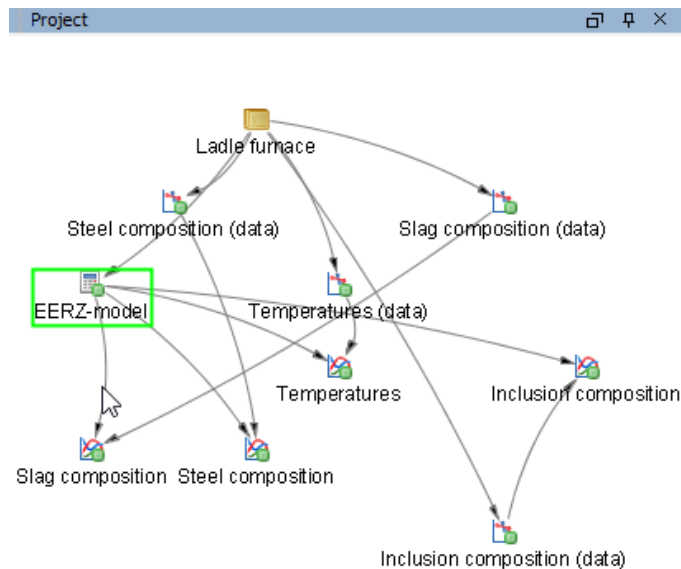 Project
Ladle furnace
Steel composition (data)
Slag composition (data)
EERZ-model
Temperatures (data)
Temperatures
Inclusion composition
Slag composition
Steel composition
Inclusion composition (data)